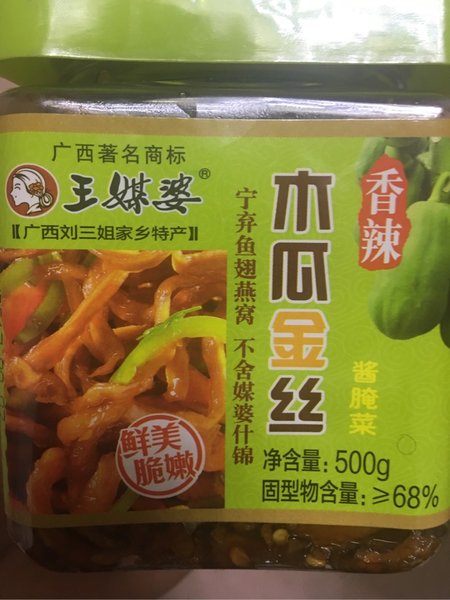 广西著名商标
王媒婆®
【广西刘三姐家乡特产】
宁弃鱼翅燕窝 不舍媒婆什锦
木瓜金丝
香辣
酱腌菜
鲜美
脆嫩
净含量：500g
固型物含量：≥68%